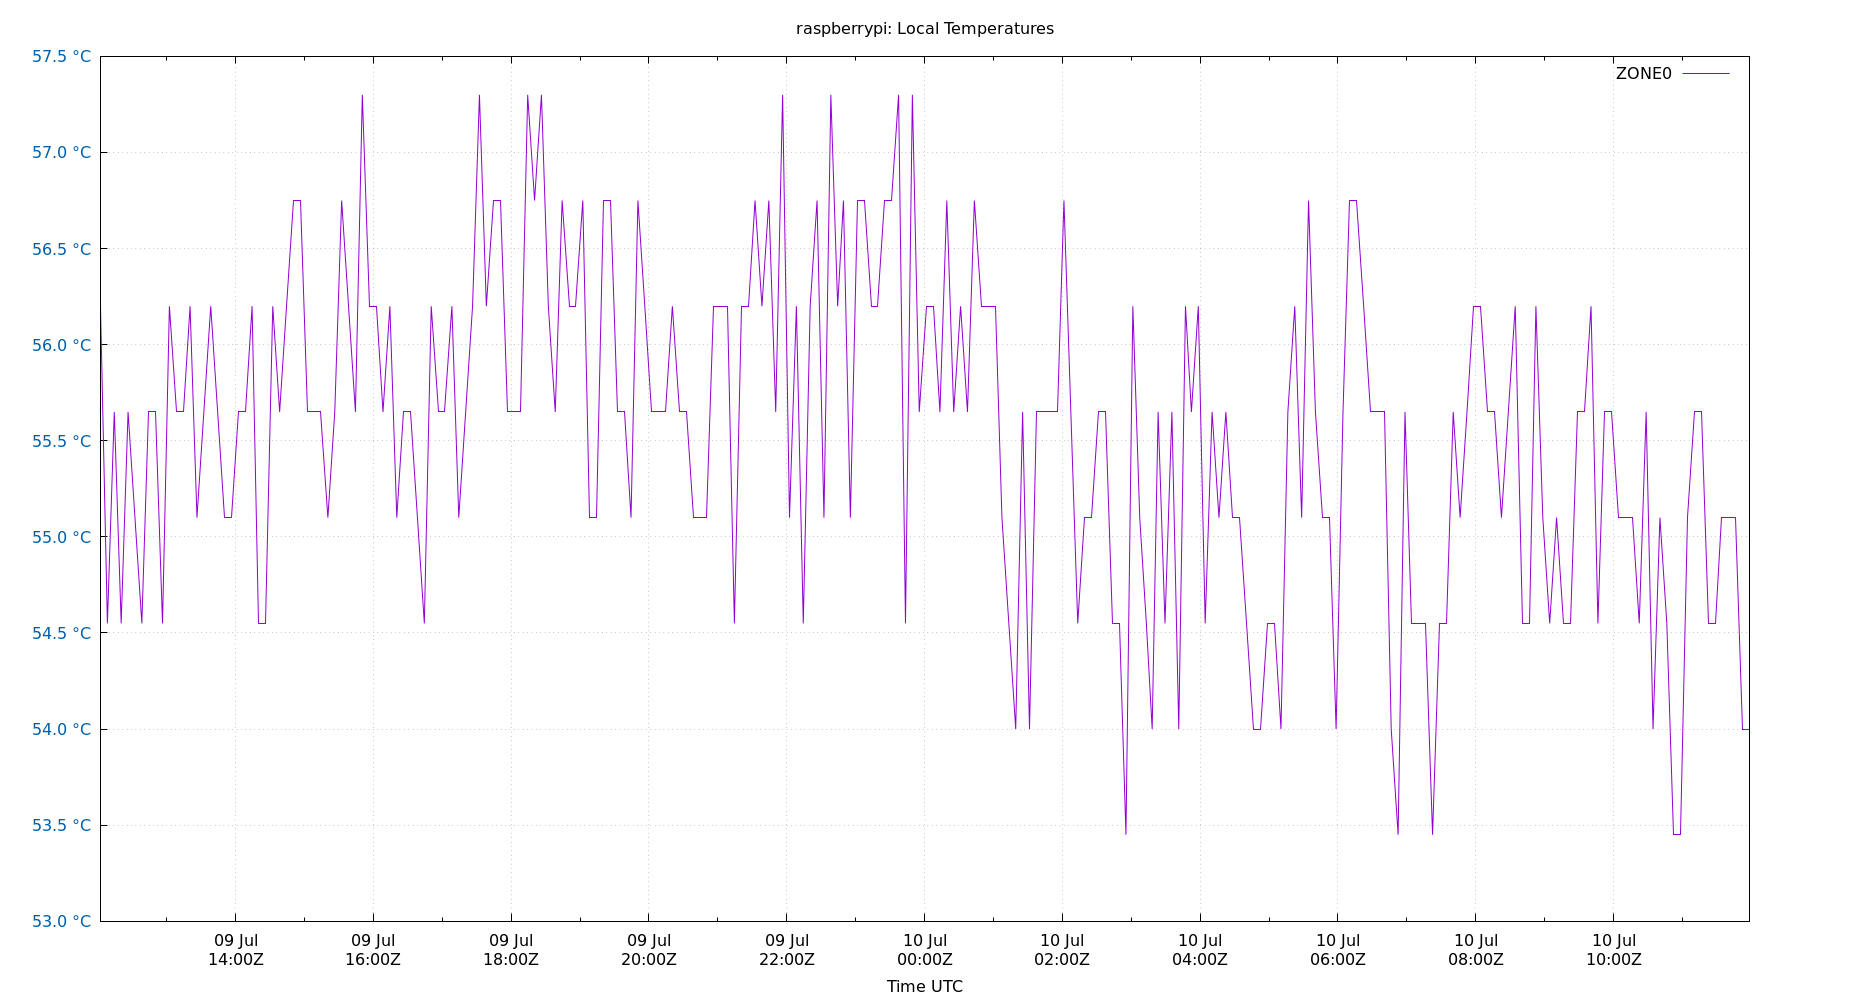 raspberrypi: Local Temperatures
57.5 °C
ZONE0
57.0 °C
56.5 °C
56.0 °C
55.5 °C
55.0 °C
54.5 °C
54.0 °C
53.5 °C
53.0 °C
09 Jul 09 Jul 09 Jul 09 Jul 09 Jul 10 Jul 10 Jul 10 Jul 10 Jul 10 Jul 10 Jul
14:00Z 16:00Z 18:00Z 20:00Z 22:00Z 00:00Z 02:00Z 04:00Z 06:00Z 08:00Z 10:00Z
Time UTC